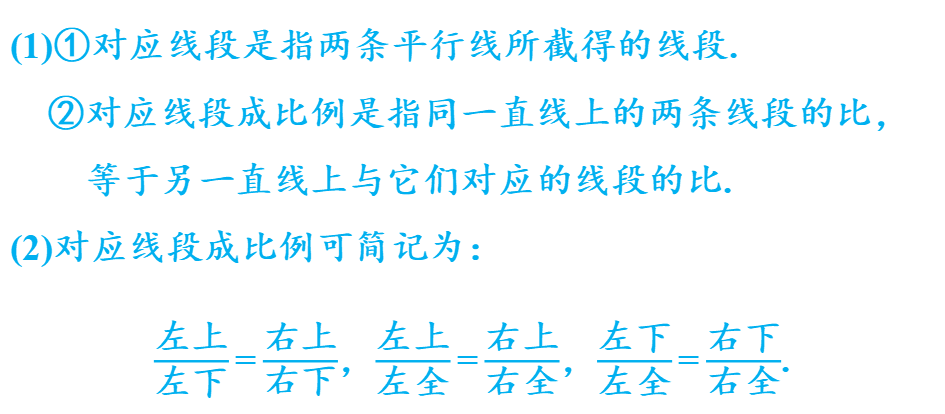 (1)①对应线段是指两条平行线所截得的线段.
②对应线段成比例是指同一直线上的两条线段的比，
等于另一直线上与它们对应的线段的比.
(2)对应线段成比例可简记为：
左上/左下=右上/右下，左上/左全=右上/右全，左下/左全=右下/右全.